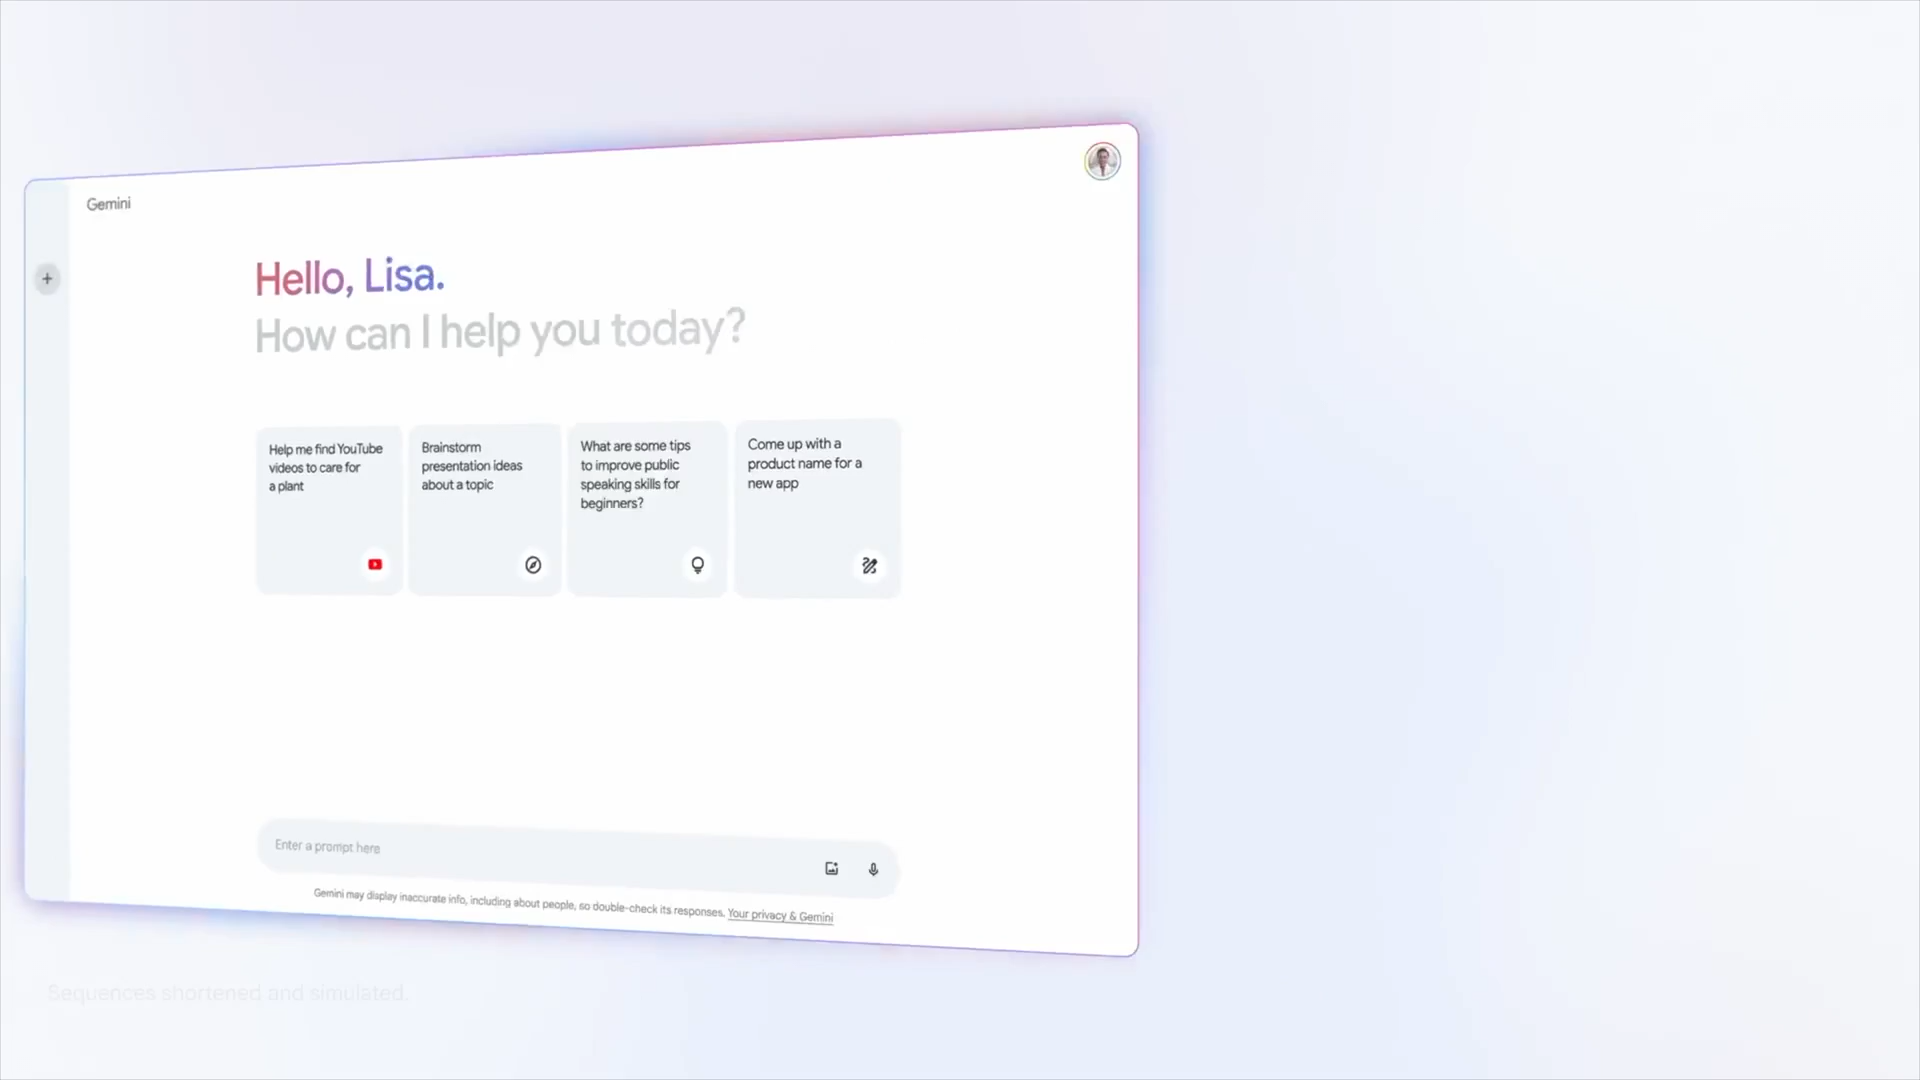 Gemini
+
Hello, Lisa.
How can I help you today?
Help me find YouTube
videos to care for
a plant
Brainstorm
presentation ideas
about a topic
What are some tips
to improve public
speaking skills for
beginners?
Come up with a
product name for a
new app
Enter a prompt here
Gemini may display inaccurate info, including about people, so double-check its responses. Your privacy & Gemini
Sequences shortened and simulated.